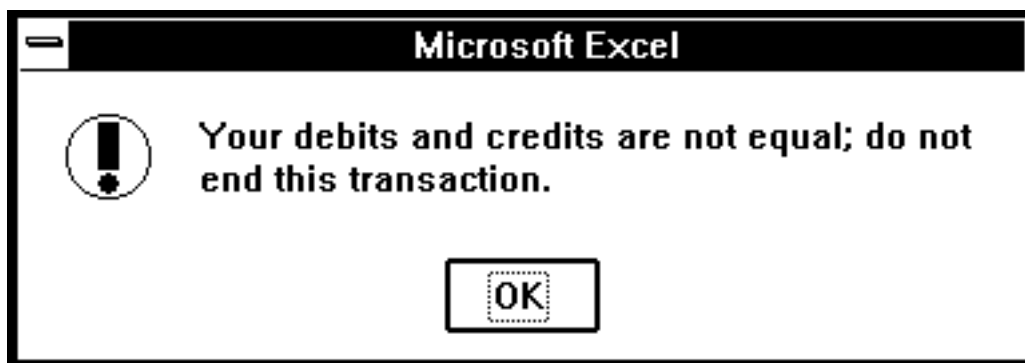 Microsoft Excel
Your debits and credits are not equal; do not
end this transaction.
OK